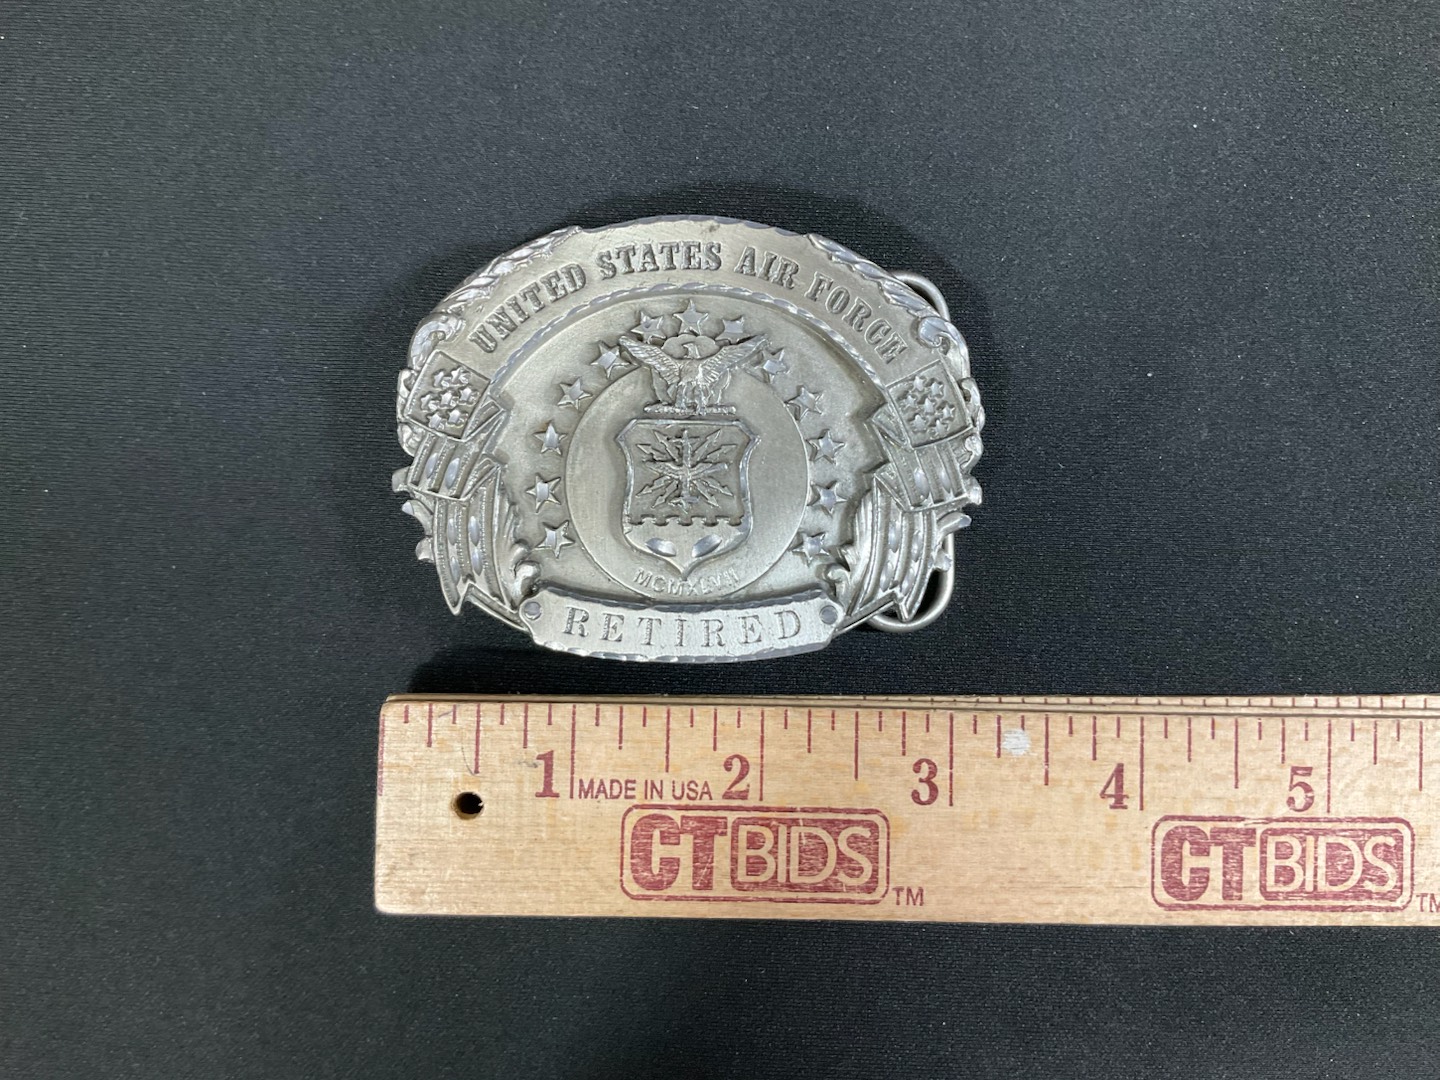 UNITED STATES AIR FORCE
MCMXLVII
RETIRED
1 MADE IN USA 2 3 4 5
CTBIDS TM CTBIDS TM